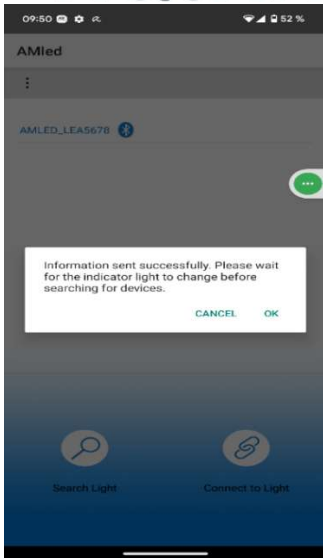 09:50 52 %
AMled
AMLED_LEA5678
Information sent successfully. Please wait
for the indicator light to change before
searching for devices.
CANCEL OK
Search Light Connect to Light